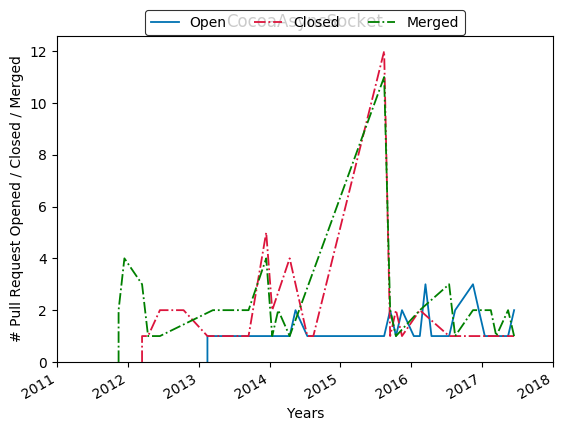 CocoaAsyncSocket
Open Closed Merged
# Pull Request Opened / Closed / Merged
12
10
8
6
4
2
0
2011 2012 2013 2014 2015 2016 2017 2018
Years